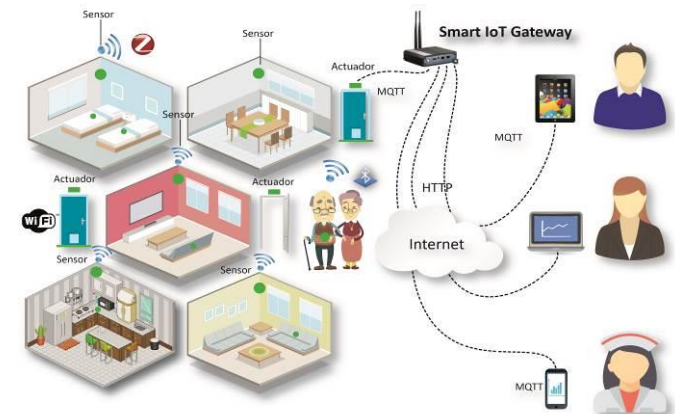 Sensor
Sensor
Smart IoT Gateway
Actuador
MQTT
Sensor
MQTT
Actuador
Actuador
HTTP
WiFi
Internet
Sensor
Sensor
MQTT